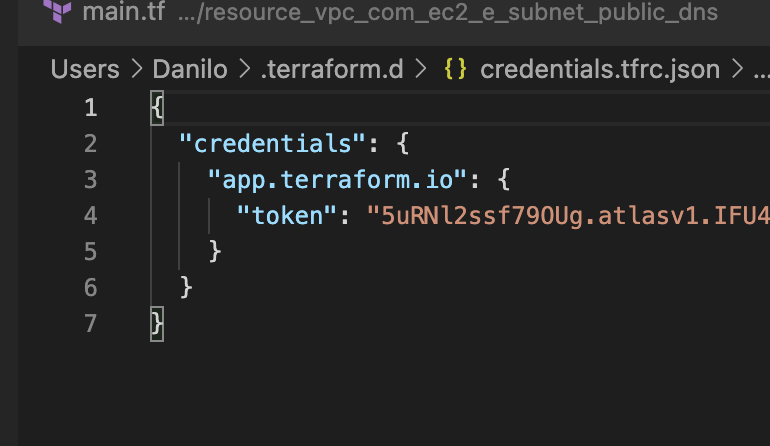 main.tf …/resource_vpc_com_ec2_e_subnet_public_dns
Users > Danilo > .terraform.d > {} credentials.tfrc.json > ...
1 {
2 "credentials": {
3 "app.terraform.io": {
4 "token": "5uRNl2ssf79OUg.atlasv1.IFU4
5 }
6 }
7 }